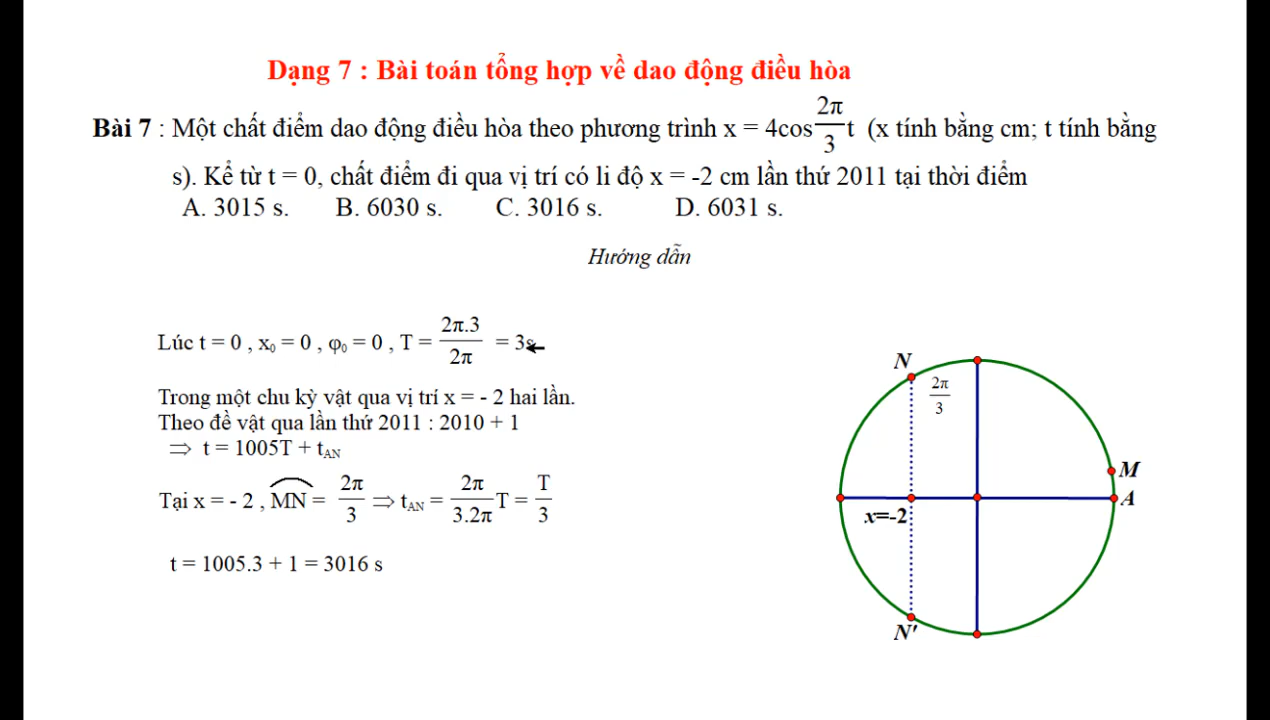 Dạng 7 : Bài toán tổng hợp về dao động điều hòa
Bài 7 : Một chất điểm dao động điều hòa theo phương trình x = 4cos 2π/3 t (x tính bằng cm; t tính bằng
s). Kể từ t = 0, chất điểm đi qua vị trí có li độ x = -2 cm lần thứ 2011 tại thời điểm
A. 3015 s. B. 6030 s. C. 3016 s. D. 6031 s.
Hướng dẫn
Lúc t = 0 , x₀ = 0 , φ₀ = 0 , T = 2π.3/2π = 3s
Trong một chu kỳ vật qua vị trí x = - 2 hai lần.
Theo đề vật qua lần thứ 2011 : 2010 + 1
⇒ t = 1005T + tAN
Tại x = - 2 , MN = 2π/3 ⇒ tAN = 2π/3.2π T = T/3
t = 1005.3 + 1 = 3016 s
N
2π/3
M
A
x=-2
N'